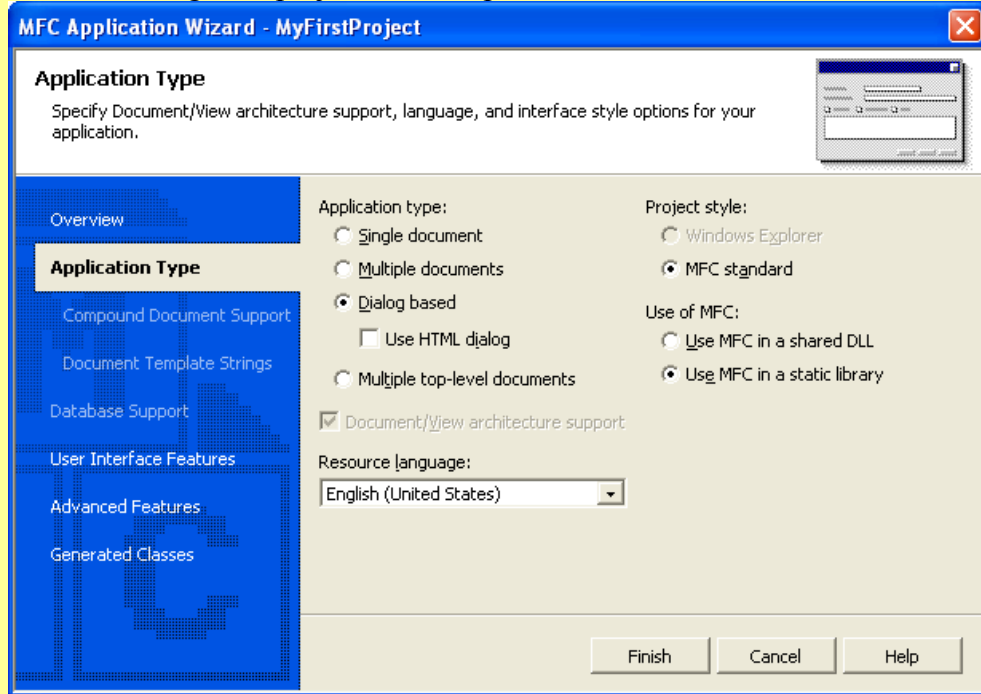 MFC Application Wizard - MyFirstProject
Application Type
Specify Document/View architecture support, language, and interface style options for your
application.
Overview
Application Type
Compound Document Support
Document Template Strings
Database Support
User Interface Features
Advanced Features
Generated Classes
Application type:
Single document
Multiple documents
Dialog based
Use HTML dialog
Multiple top-level documents
Document/View architecture support
Resource language:
English (United States)
Project style:
Windows Explorer
MFC standard
Use of MFC:
Use MFC in a shared DLL
Use MFC in a static library
Finish
Cancel
Help